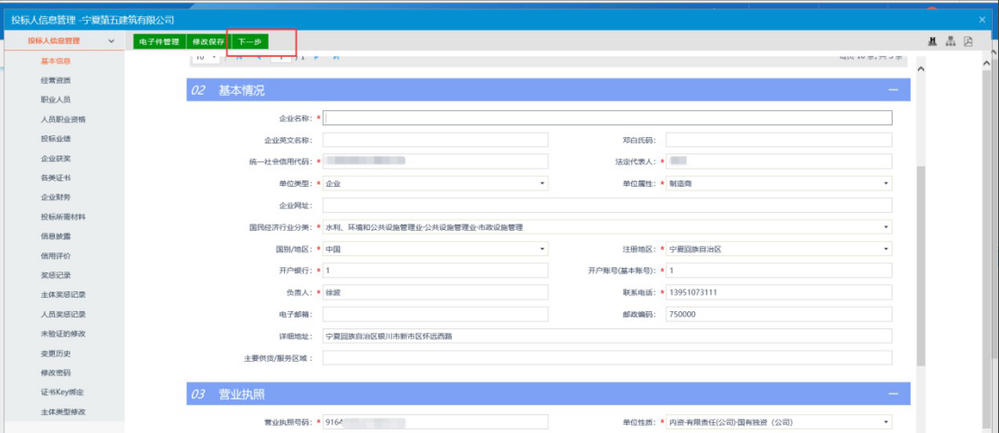 投标人信息管理 -宁夏第五建筑有限公司
投标人信息管理
基本信息
经营资质
职业人员
人员职业资格
投标业绩
企业获奖
各类证书
企业财务
投标所需材料
信息披露
信用评价
奖惩记录
主体奖惩记录
人员奖惩记录
未验证的修改
变更历史
修改密码
证书Key绑定
主体类型修改
电子件管理 修改保存 下一步
02 基本情况
企业名称: *
企业英文名称: 邓白氏码:
统一社会信用代码: * 法定代表人: *
单位类型: * 企业 单位属性: * 制造商
企业网址:
国民经济行业分类: * 水利、环境和公共设施管理业·公共设施管理业·市政设施管理
国别/地区: * 中国 注册地区: * 宁夏回族自治区
开户银行: * 1 开户账号(基本账号): * 1
负责人: * 徐波 联系电话: * 13951073111
电子邮箱: 邮政编码: 750000
详细地址: 宁夏回族自治区银川市新市区怀远西路
主要供货/服务区域:
03 营业执照
营业执照号码: * 916 单位性质: * 内资·有限责任(公司)·国有独资（公司）